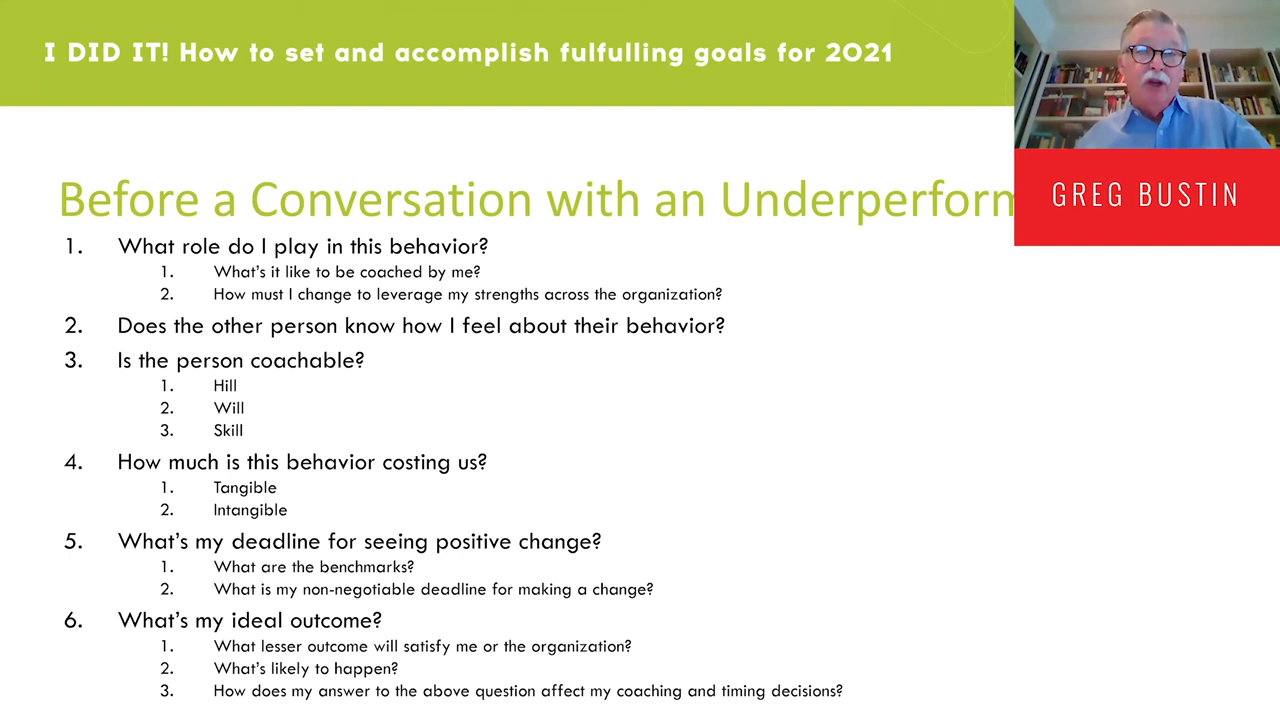 I DID IT! How to set and accomplish fulfulling goals for 2021
GREG BUSTIN
Before a Conversation with an Underperform
1. What role do I play in this behavior?
1. What's it like to be coached by me?
2. How must I change to leverage my strengths across the organization?
2. Does the other person know how I feel about their behavior?
3. Is the person coachable?
1. Hill
2. Will
3. Skill
4. How much is this behavior costing us?
1. Tangible
2. Intangible
5. What's my deadline for seeing positive change?
1. What are the benchmarks?
2. What is my non-negotiable deadline for making a change?
6. What's my ideal outcome?
1. What lesser outcome will satisfy me or the organization?
2. What's likely to happen?
3. How does my answer to the above question affect my coaching and timing decisions?